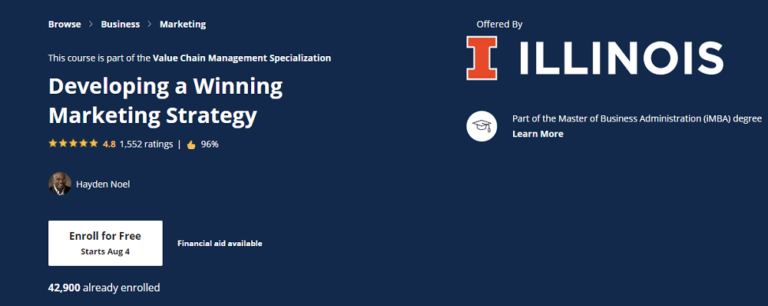 Browse > Business > Marketing
This course is part of the Value Chain Management Specialization
Developing a Winning
Marketing Strategy
4.8 1,552 ratings | 96%
Hayden Noel
Enroll for Free
Starts Aug 4
Financial aid available
42,900 already enrolled
Offered By
I ILLINOIS
Part of the Master of Business Administration (iMBA) degree
Learn More